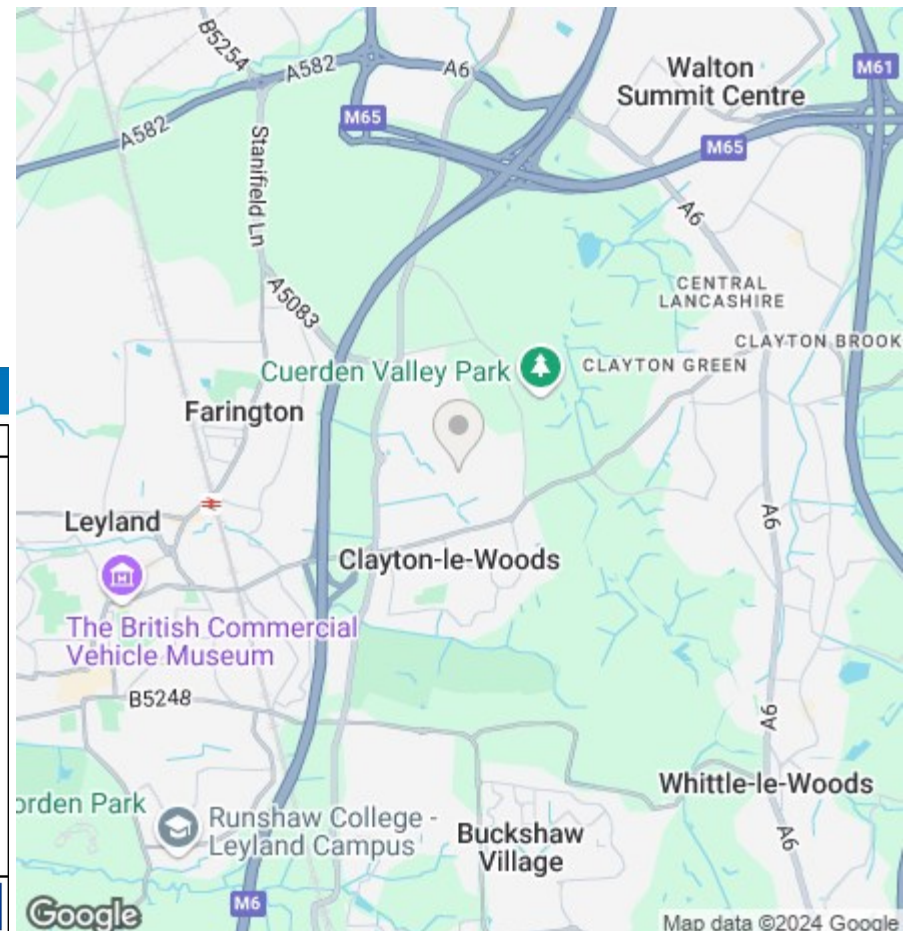 B5254
A582
A6
Walton
Summit Centre
M61
A582
M65
M65
Stanifield Ln
A6
A5083
CENTRAL
LANCASHIRE
CLAYTON BROOK
Cuerden Valley Park
CLAYTON GREEN
Farington
Leyland
A6
Clayton-le-Woods
The British Commercial
Vehicle Museum
B5248
A6
Whittle-le-Woods
orden Park
Runshaw College -
Leyland Campus
Buckshaw
Village
A6
M6
Google
Map data ©2024 Google